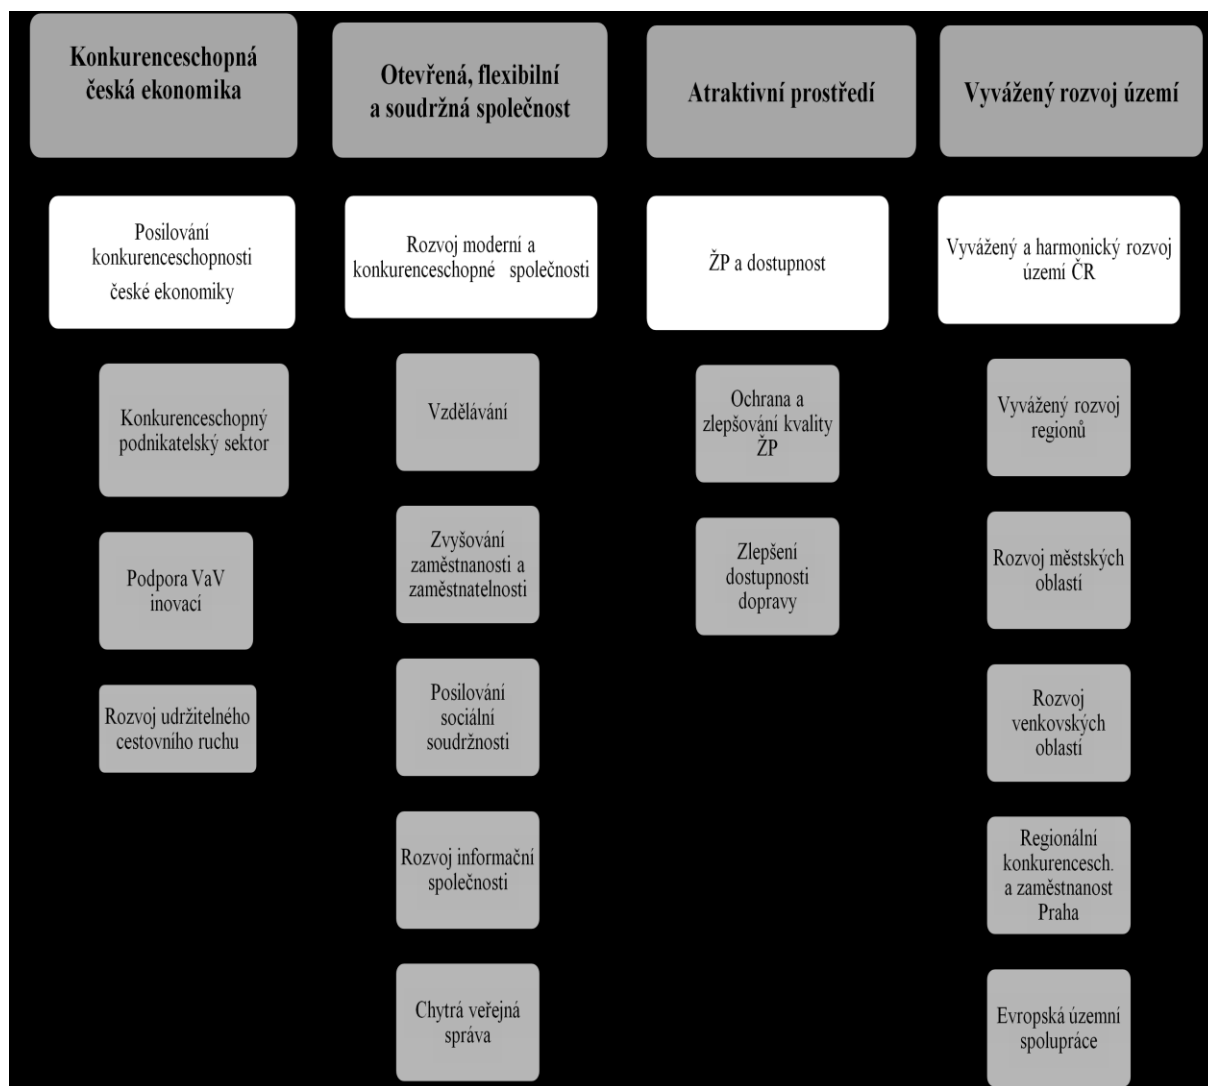 Konkurenceschopná
česká ekonomika
Posilování
konkurenceschopnosti
české ekonomiky
Konkurenceschopný
podnikatelský sektor
Podpora VaV
inovací
Rozvoj udržitelného
cestovního ruchu
Otevřená, flexibilní
a soudržná společnost
Rozvoj moderní a
konkurenceschopné společnosti
Vzdělávání
Zvyšování
zaměstnanosti a
zaměstnatelnosti
Posilování
sociální
soudržnosti
Rozvoj informační
společnosti
Chytrá veřejná
správa
Atraktivní prostředí
ŽP a dostupnost
Ochrana a
zlepšování kvality
ŽP
Zlepšení
dostupnosti
dopravy
Vyvážený rozvoj území
Vyvážený a harmonický rozvoj
území ČR
Vyvážený rozvoj
regionů
Rozvoj městských
oblastí
Rozvoj
venkovských
oblastí
Regionální
konkurencesch.
a zaměstnanost
Praha
Evropská územní
spolupráce